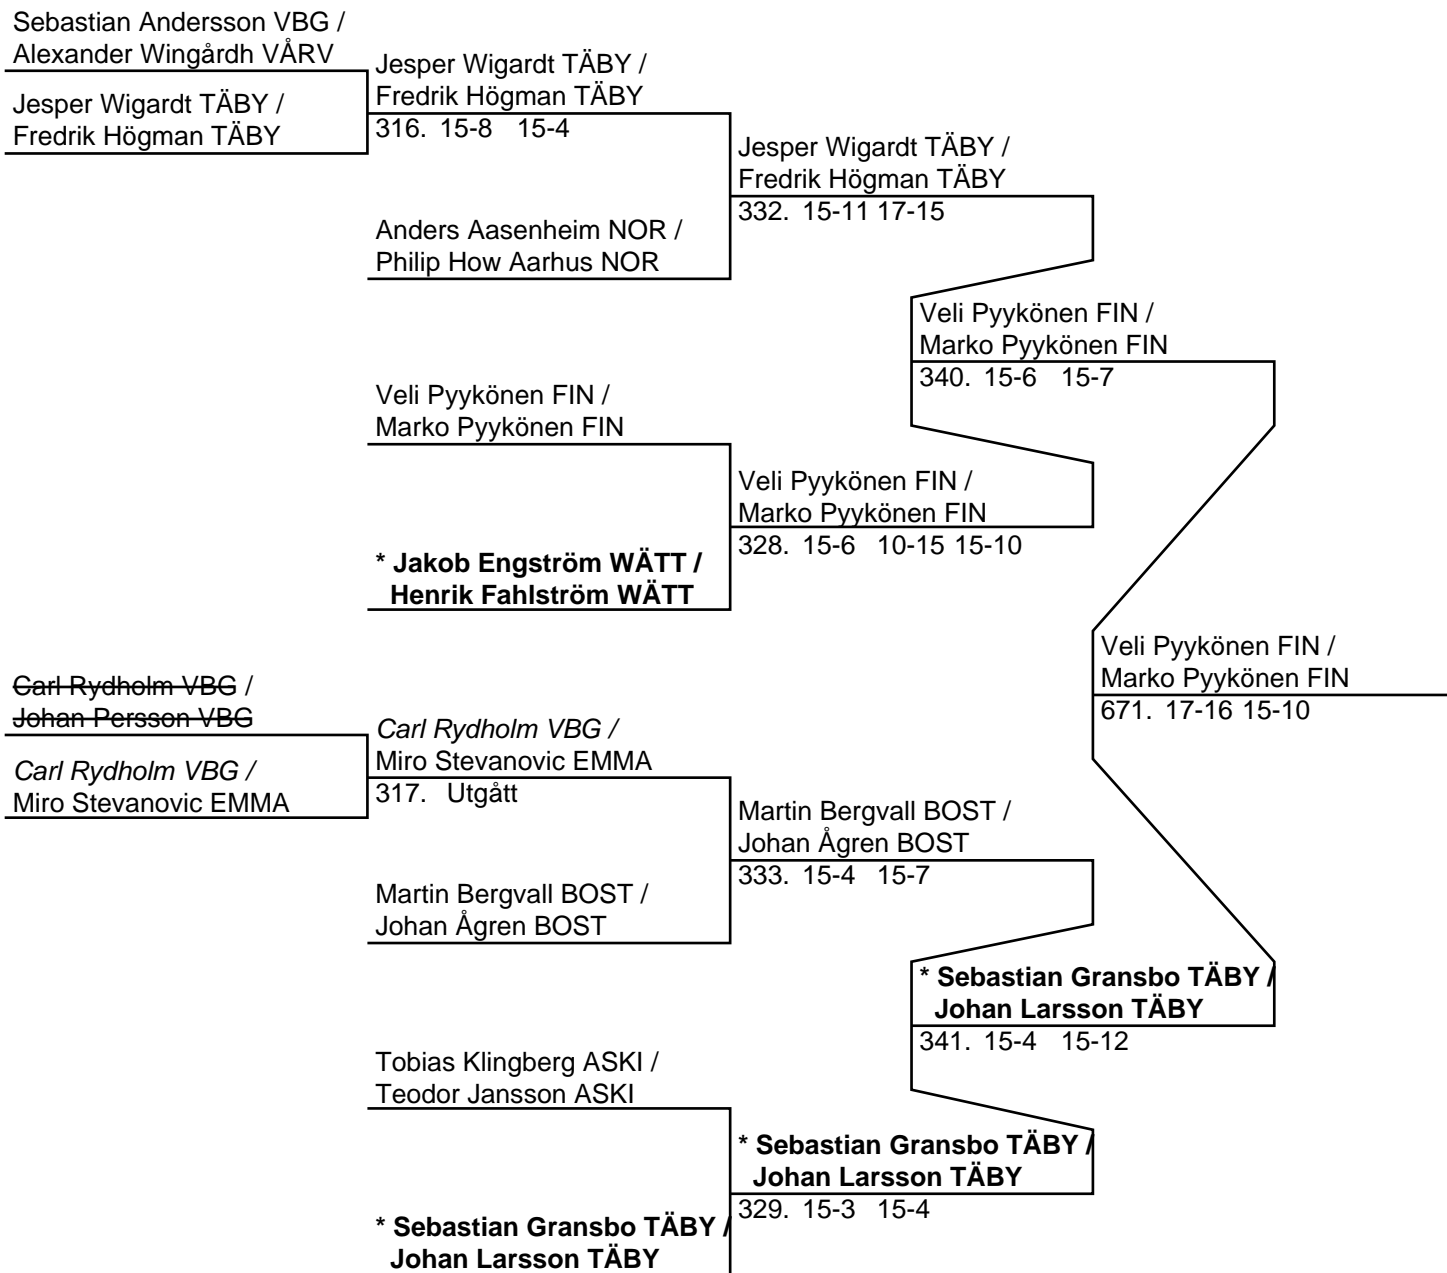 Sebastian Andersson VBG /
Alexander Wingårdh VÅRV
Jesper Wigardt TÄBY /
Fredrik Högman TÄBY
Jesper Wigardt TÄBY /
Fredrik Högman TÄBY
316. 15-8 15-4
Jesper Wigardt TÄBY /
Fredrik Högman TÄBY
332. 15-11 17-15
Anders Aasenheim NOR /
Philip How Aarhus NOR
Veli Pyykönen FIN /
Marko Pyykönen FIN
340. 15-6 15-7
Veli Pyykönen FIN /
Marko Pyykönen FIN
Veli Pyykönen FIN /
Marko Pyykönen FIN
328. 15-6 10-15 15-10
* Jakob Engström WÄTT /
Henrik Fahlström WÄTT
Veli Pyykönen FIN /
Marko Pyykönen FIN
671. 17-16 15-10
Carl Rydholm VBG /
Johan Persson VBG
Carl Rydholm VBG /
Miro Stevanovic EMMA
Carl Rydholm VBG /
Miro Stevanovic EMMA
317. Utgått
Martin Bergvall BOST /
Johan Ågren BOST
333. 15-4 15-7
Martin Bergvall BOST /
Johan Ågren BOST
* Sebastian Gransbo TÄBY /
Johan Larsson TÄBY
341. 15-4 15-12
Tobias Klingberg ASKI /
Teodor Jansson ASKI
* Sebastian Gransbo TÄBY /
Johan Larsson TÄBY
329. 15-3 15-4
* Sebastian Gransbo TÄBY /
Johan Larsson TÄBY